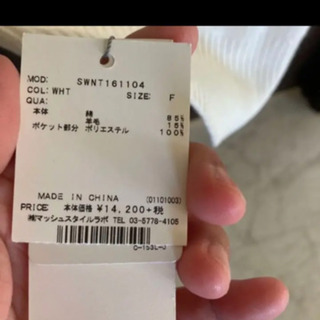 MOD: SWNT161104
COL: WHT SIZE: F
QUA:
本体 綿 85%
羊毛 15%
ポケット部分 ポリエステル 100%
MADE IN CHINA (01101003)
PRICE 本体価格 ¥14,200+税
㈱マッシュスタイルラボ TEL 03-5778-4105